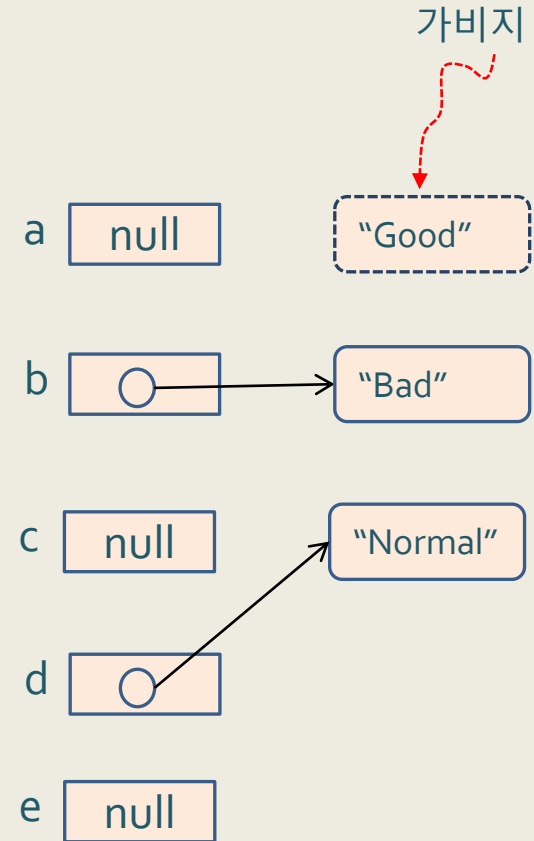 가비지
a null “Good”
b “Bad”
c null “Normal”
d
e null